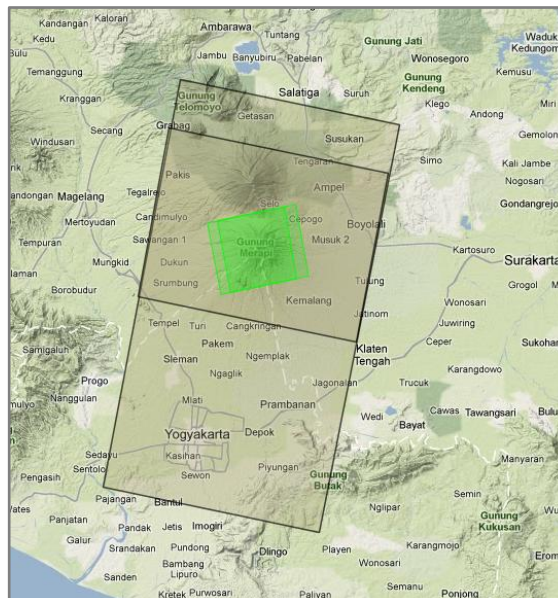 Kandangan
Kaloran
Ambarawa
Tuntang
Kedu
Jambu
Banyubiru
Pabelan
Gunung Jati
Wonosegoro
Waduk
Kedungom
Temanggung
Gunung
Telomoyo
Salatiga
Suruh
Gunung
Kendeng
Kemusu
Kranggan
Getasan
Klego
Andong
Miri
Windusari
Secang
Grabag
Susukan
Gemolong
Pakis
Tengaran
Simo
Kali Jambe
Nogosari
Magelang
Tegalrejo
Ampel
Gondangrejo
Mertoyudan
Candimulyo
Selo
Cepogo
Boyolali
Tempuran
Sawangan 1
Gunung
Merapi
Musuk 2
Kartosuro
Surakarta
Mungkid
Dukun
Grogol
Borobudur
Srumbung
Kemalang
Tulung
Wonosari
Jatinom
Juwiring
Tempel
Turi
Cangkringan
Samigaluh
Sleman
Pakem
Ngemplak
Klaten
Tengah
Ceper
Sukoharjo
Progo
Ngaglik
Jagonalan
Trucuk
Karangdowo
Nanggulan
Mlati
Prambanan
Wedi
Cawas
Tawangsari
Bulu
Yogyakarta
Depok
Bayat
Sedayu
Kasihan
Manyaran
Sentolo
Sewon
Piyungan
Gunung
Butak
Pengasih
Pajangan
Bantul
Semin
Wates
Panjatan
Pandak
Jetis
Imogiri
Nglipar
Gunung
Kukusan
Galur
Srandakan
Pundong
Dlingo
Playen
Karangmojo
Bambang
Lipuro
Wonosari
Sanden
Kretek
Purwosari
Paliyan
Semanu
Ponjong